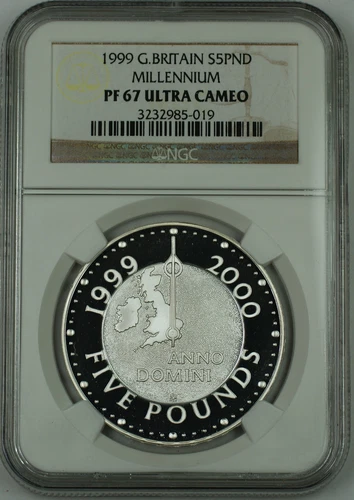 1999 G.BRITAIN S5PND
MILLENNIUM
PF 67 ULTRA CAMEO
3232985-019
NGC
1999 2000
ANNO
DOMINI
FIVE POUNDS